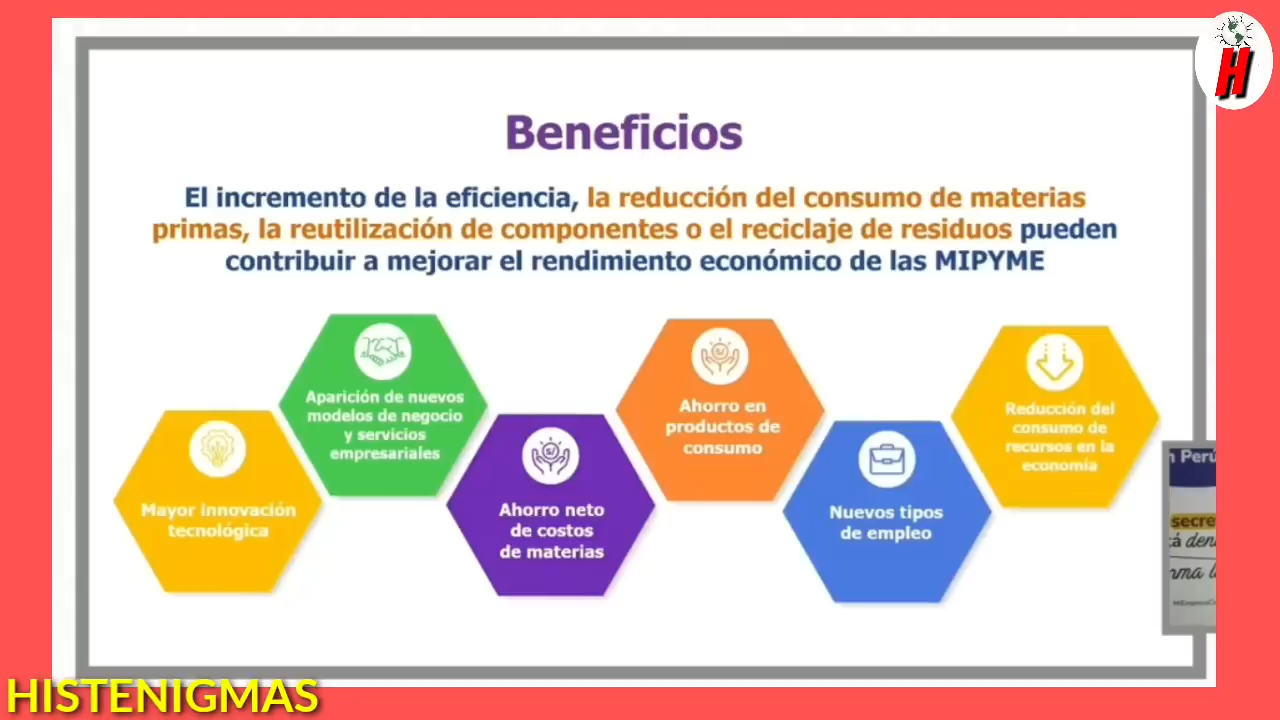 H
Beneficios
El incremento de la eficiencia, la reducción del consumo de materias
primas, la reutilización de componentes o el reciclaje de residuos pueden
contribuir a mejorar el rendimiento económico de las MIPYME
Mayor innovación
tecnológica
Aparición de nuevos
modelos de negocio
y servicios
empresariales
Ahorro neto
de costos
de materias
Ahorro en
productos de
consumo
Nuevos tipos
de empleo
Reducción del
consumo de
recursos en la
economía
n Perú
secre
HISTENIGMAS